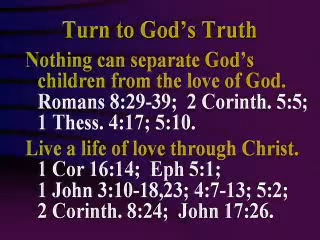 Turn to God's Truth
Nothing can separate God's
children from the love of God.
Romans 8:29-39;  2 Corinth. 5:5;
1 Thess. 4:17; 5:10.
Live a life of love through Christ.
1 Cor 16:14;  Eph 5:1;
1 John 3:10-18,23; 4:7-13; 5:2;
2 Corinth. 8:24;  John 17:26.